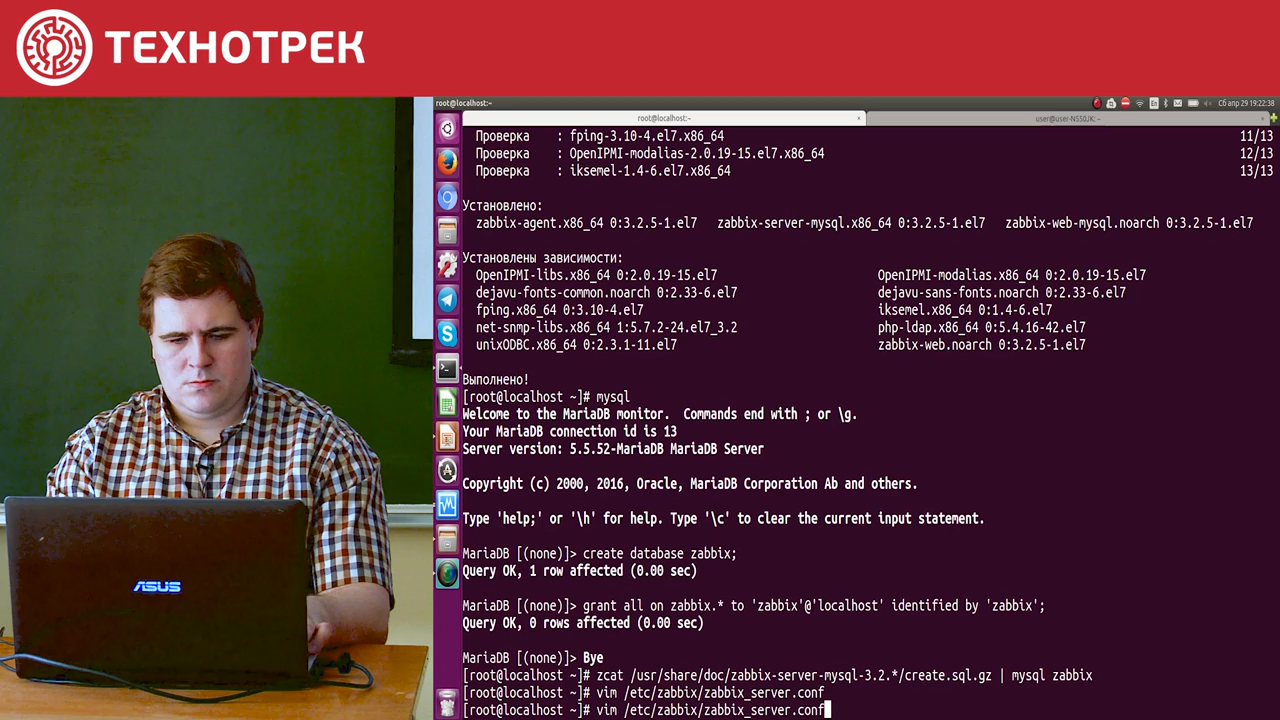 ТЕХНОТРЕК
root@localhost:~
Сб апр 29 19:22:38
root@localhost:~
user@user-N550JK: ~
Проверка : fping-3.10-4.el7.x86_64 11/13
Проверка : OpenIPMI-modalias-2.0.19-15.el7.x86_64 12/13
Проверка : iksemel-1.4-6.el7.x86_64 13/13
Установлено:
zabbix-agent.x86_64 0:3.2.5-1.el7 zabbix-server-mysql.x86_64 0:3.2.5-1.el7 zabbix-web-mysql.noarch 0:3.2.5-1.el7
Установлены зависимости:
OpenIPMI-libs.x86_64 0:2.0.19-15.el7 OpenIPMI-modalias.x86_64 0:2.0.19-15.el7
dejavu-fonts-common.noarch 0:2.33-6.el7 dejavu-sans-fonts.noarch 0:2.33-6.el7
fping.x86_64 0:3.10-4.el7 iksemel.x86_64 0:1.4-6.el7
net-snmp-libs.x86_64 1:5.7.2-24.el7_3.2 php-ldap.x86_64 0:5.4.16-42.el7
unixODBC.x86_64 0:2.3.1-11.el7 zabbix-web.noarch 0:3.2.5-1.el7
Выполнено!
[root@localhost ~]# mysql
Welcome to the MariaDB monitor.  Commands end with ; or \g.
Your MariaDB connection id is 13
Server version: 5.5.52-MariaDB MariaDB Server
Copyright (c) 2000, 2016, Oracle, MariaDB Corporation Ab and others.
Type 'help;' or '\h' for help. Type '\c' to clear the current input statement.
MariaDB [(none)]> create database zabbix;
Query OK, 1 row affected (0.00 sec)
MariaDB [(none)]> grant all on zabbix.* to 'zabbix'@'localhost' identified by 'zabbix';
Query OK, 0 rows affected (0.00 sec)
MariaDB [(none)]> Bye
[root@localhost ~]# zcat /usr/share/doc/zabbix-server-mysql-3.2.*/create.sql.gz | mysql zabbix
[root@localhost ~]# vim /etc/zabbix/zabbix_server.conf
[root@localhost ~]# vim /etc/zabbix/zabbix_server.conf
ASUS